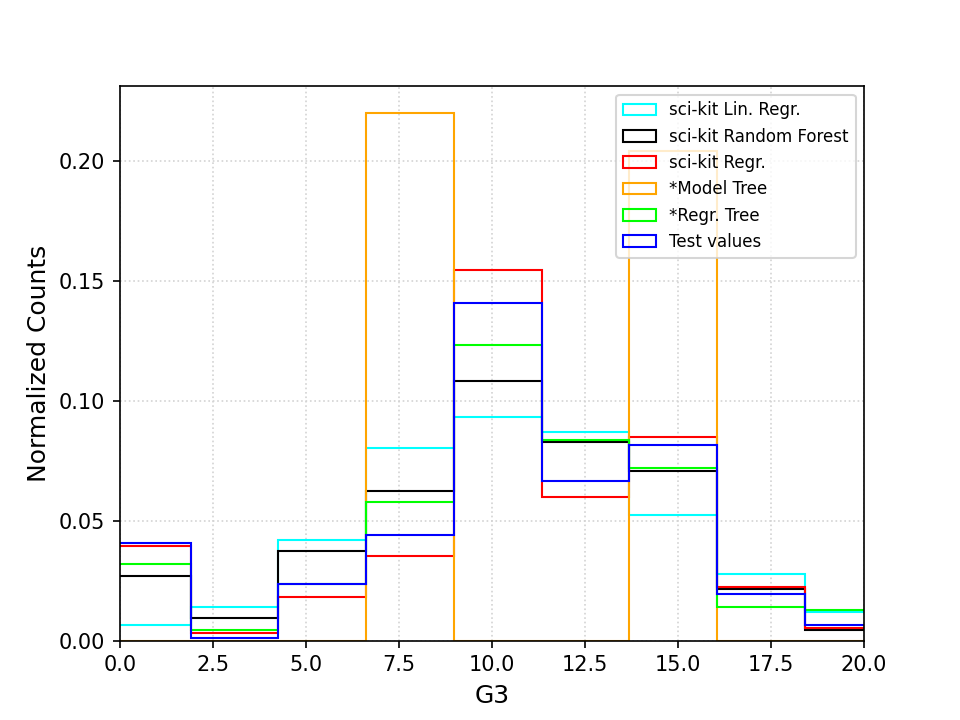 sci-kit Lin. Regr.
sci-kit Random Forest
sci-kit Regr.
*Model Tree
*Regr. Tree
Test values
Normalized Counts
0.20
0.15
0.10
0.05
0.00
0.0 2.5 5.0 7.5 10.0 12.5 15.0 17.5 20.0
G3